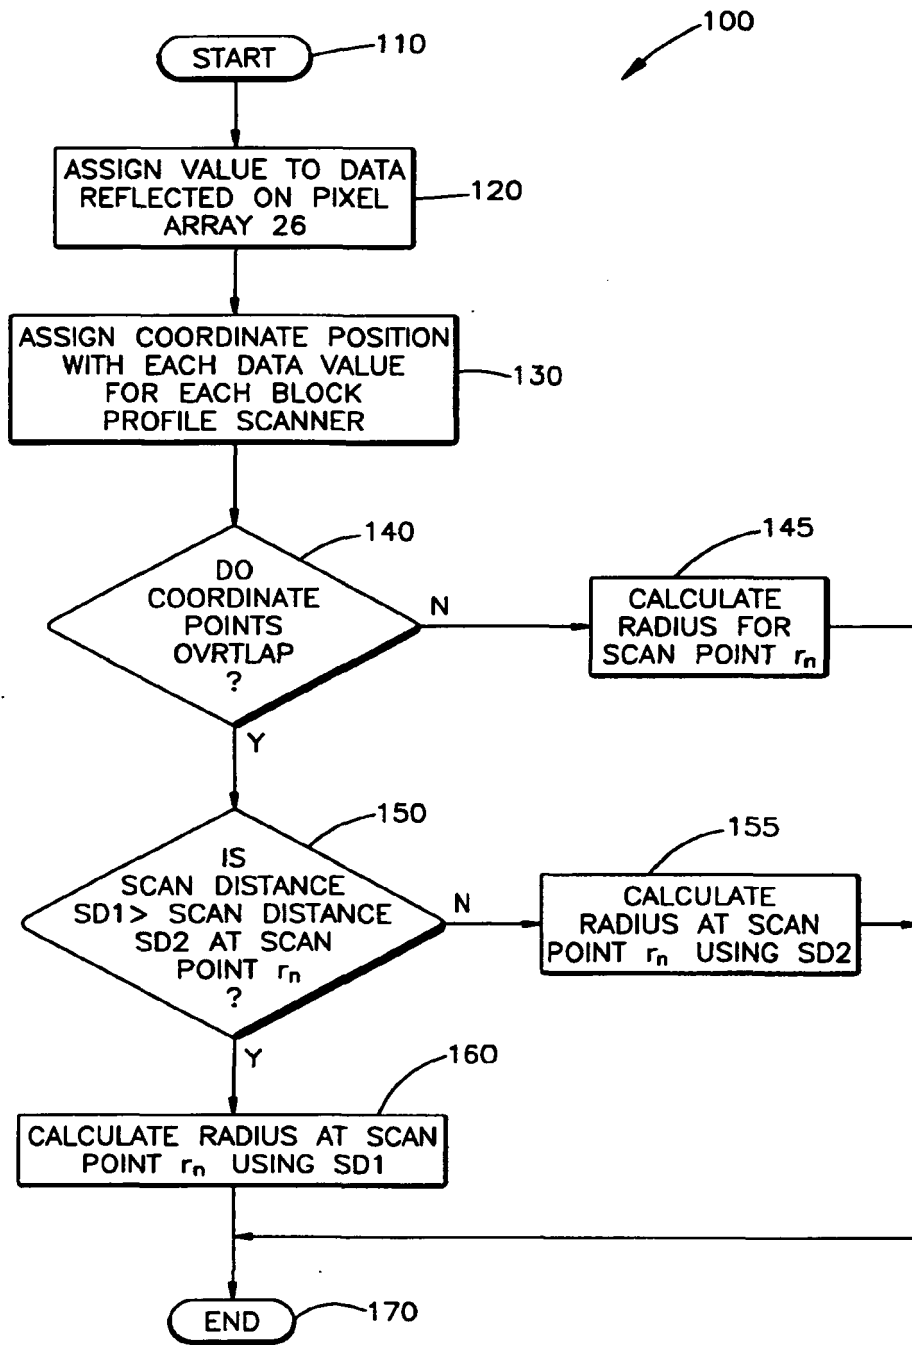 100
START
110
ASSIGN VALUE TO DATA
REFLECTED ON PIXEL
ARRAY 26
120
ASSIGN COORDINATE POSITION
WITH EACH DATA VALUE
FOR EACH BLOCK
PROFILE SCANNER
130
140
DO
COORDINATE
POINTS
OVRTLAP
?
N
Y
145
CALCULATE
RADIUS FOR
SCAN POINT rn
150
IS
SCAN DISTANCE
SD1> SCAN DISTANCE
SD2 AT SCAN
POINT rn
?
N
Y
155
CALCULATE
RADIUS AT SCAN
POINT rn USING SD2
160
CALCULATE RADIUS AT SCAN
POINT rn USING SD1
END
170